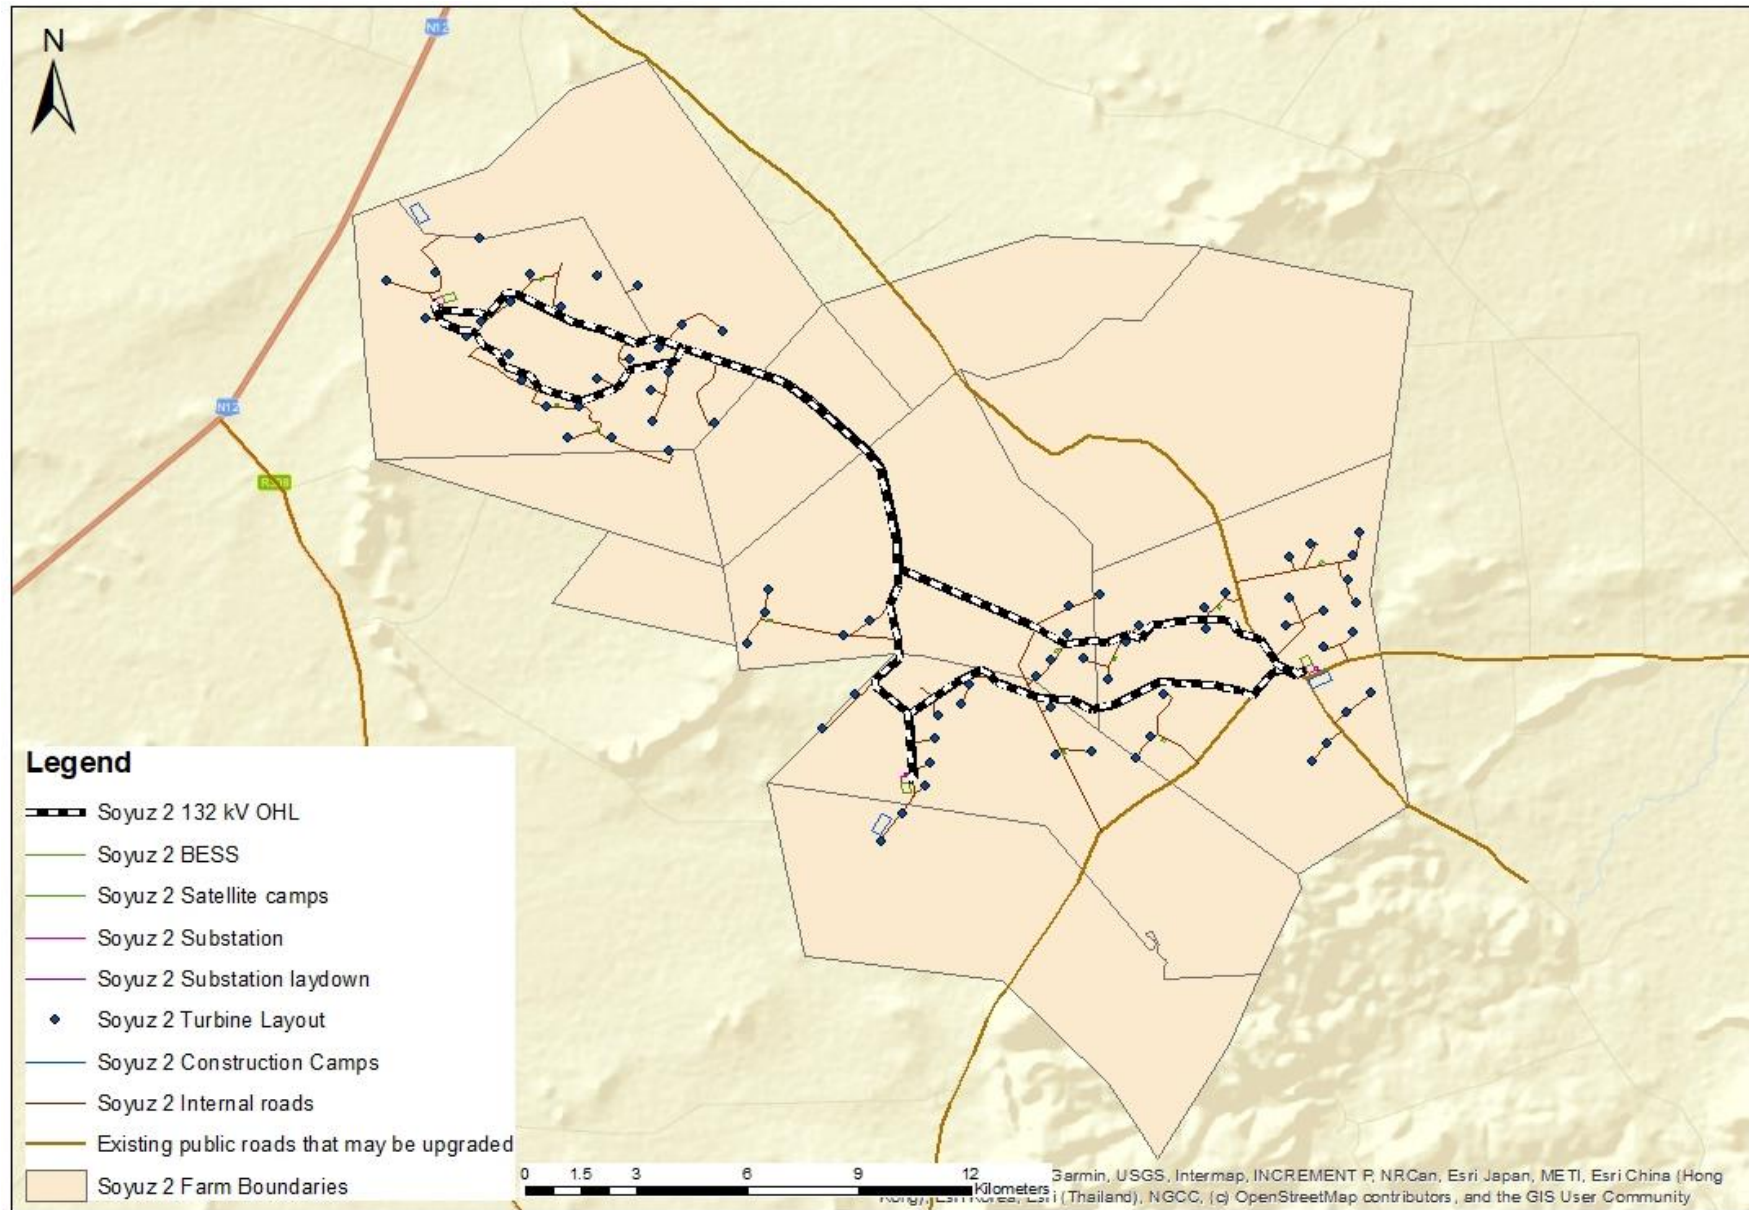 N12
N
N12
R308
Legend
Soyuz 2 132 kV OHL
Soyuz 2 BESS
Soyuz 2 Satellite camps
Soyuz 2 Substation
Soyuz 2 Substation laydown
Soyuz 2 Turbine Layout
Soyuz 2 Construction Camps
Soyuz 2 Internal roads
Existing public roads that may be upgraded
Soyuz 2 Farm Boundaries
0 1.5 3 6 9 12
Kilometers
Garmin, USGS, Intermap, INCREMENT P, NRCan, Esri Japan, METI, Esri China (Hong
Kong), Esri Korea, Esri (Thailand), NGCC, (c) OpenStreetMap contributors, and the GIS User Community